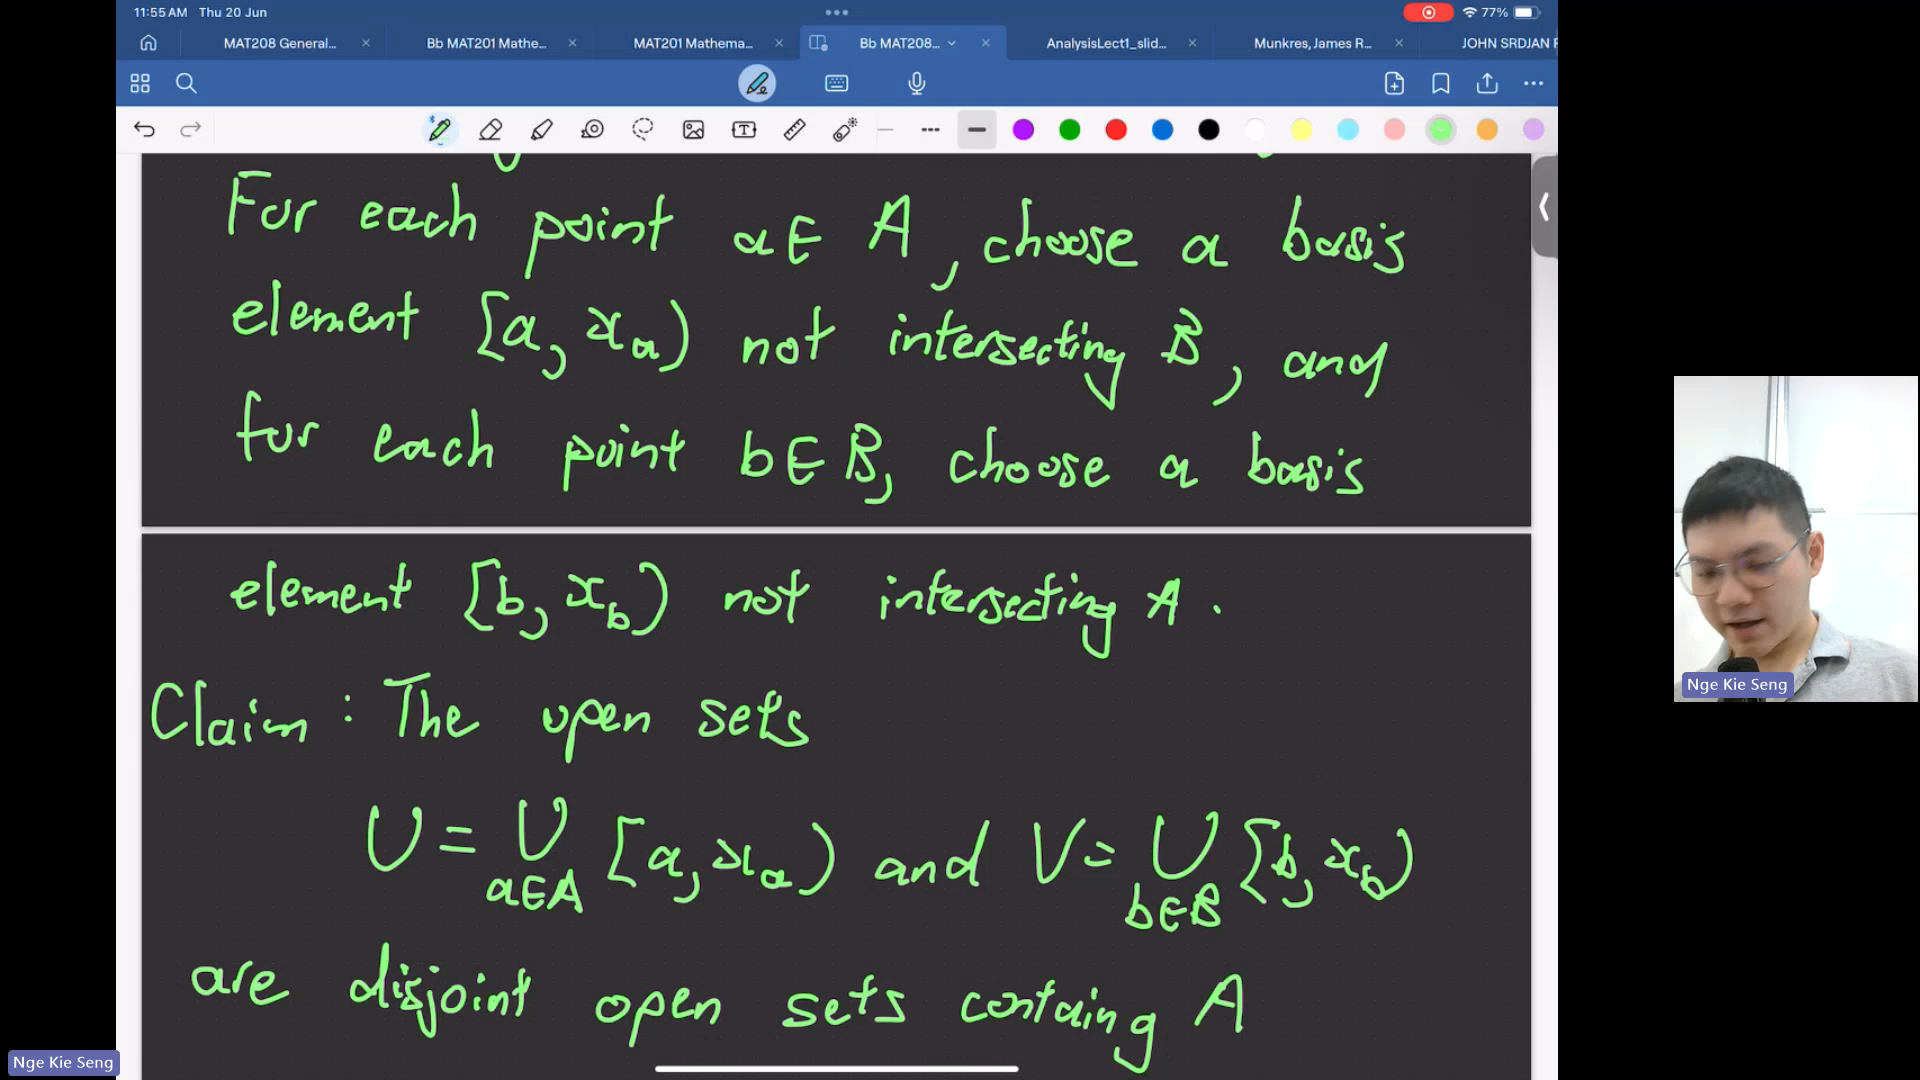 11:55 AM Thu 20 Jun
77%
MAT208 General...
Bb MAT201 Mathe...
MAT201 Mathema...
Bb MAT208...
AnalysisLect1_slid...
Munkres, James R...
JOHN SRDJAN
For each point a∈ A, choose a basis
element [a, xₐ) not intersecting B, and
for each point b∈B, choose a basis
element [b, x_b) not intersecting A.
Claim: The open sets
U = ⋃_{a∈A} [a, xₐ) and V = ⋃_{b∈B} [b, x_b)
are disjoint open sets containg A
Nge Kie Seng
Nge Kie Seng